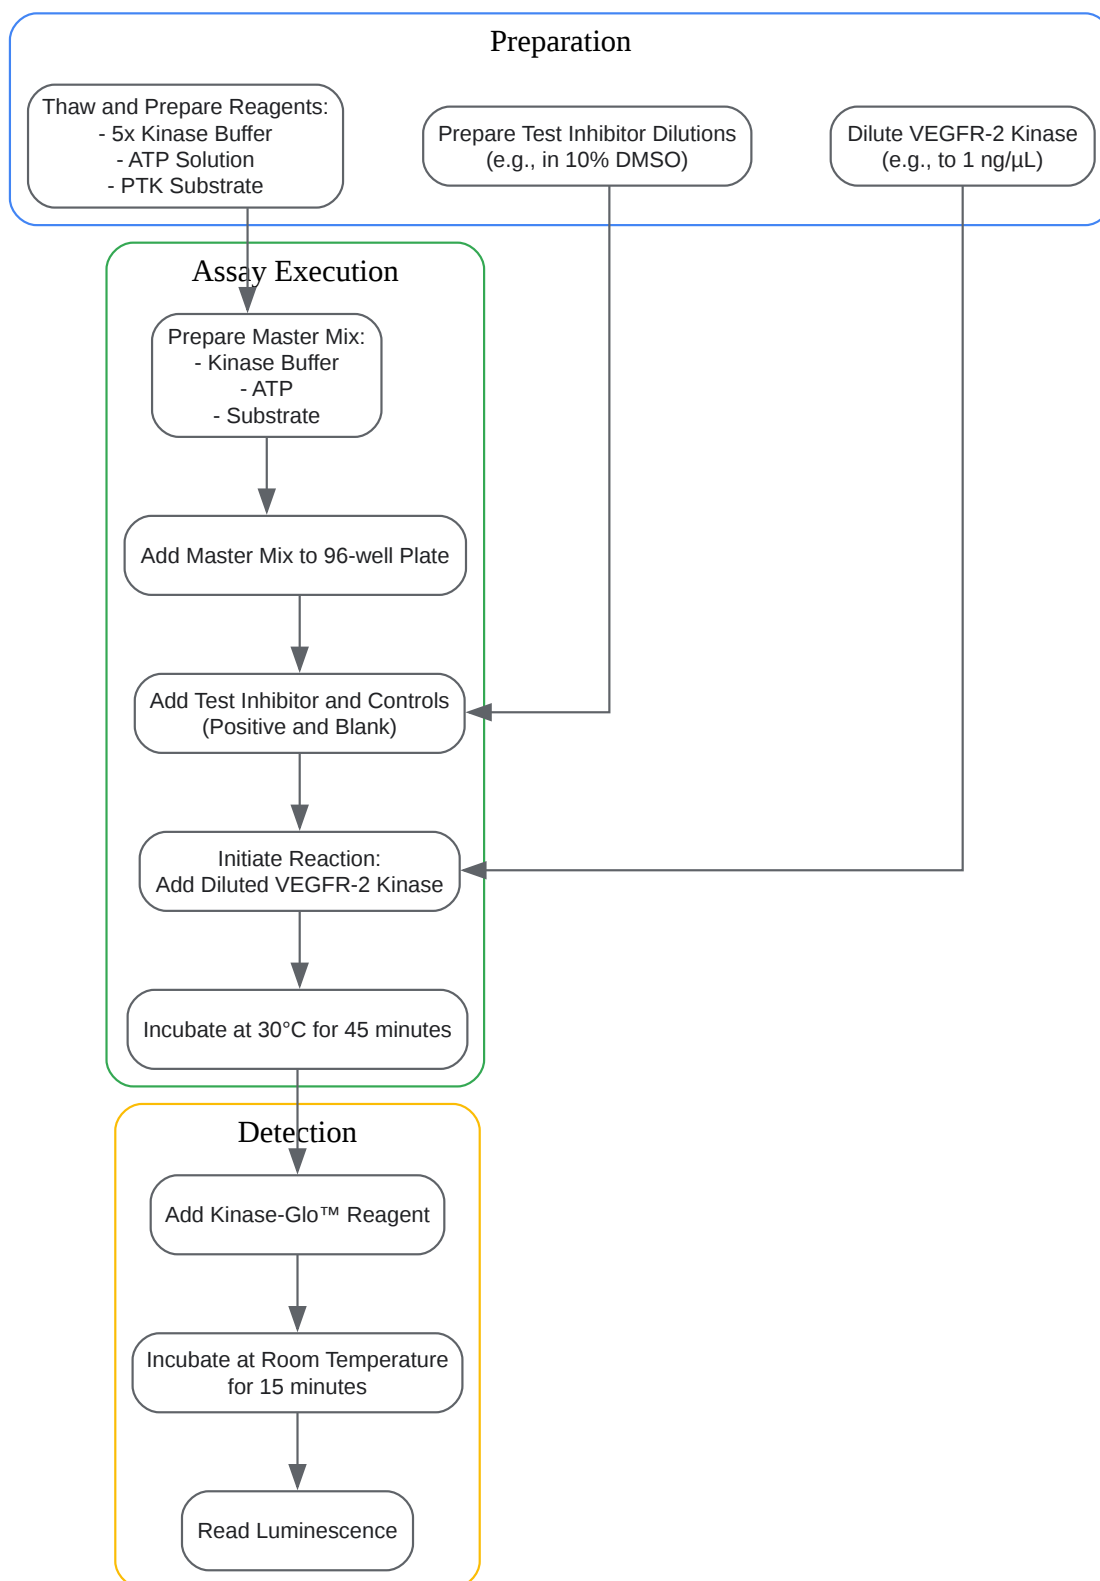 Preparation
Thaw and Prepare Reagents:
- 5x Kinase Buffer
- ATP Solution
- PTK Substrate
Prepare Test Inhibitor Dilutions
(e.g., in 10% DMSO)
Dilute VEGFR-2 Kinase
(e.g., to 1 ng/µL)
Assay Execution
Prepare Master Mix:
- Kinase Buffer
- ATP
- Substrate
Add Master Mix to 96-well Plate
Add Test Inhibitor and Controls
(Positive and Blank)
Initiate Reaction:
Add Diluted VEGFR-2 Kinase
Incubate at 30°C for 45 minutes
Detection
Add Kinase-Glo™ Reagent
Incubate at Room Temperature
for 15 minutes
Read Luminescence